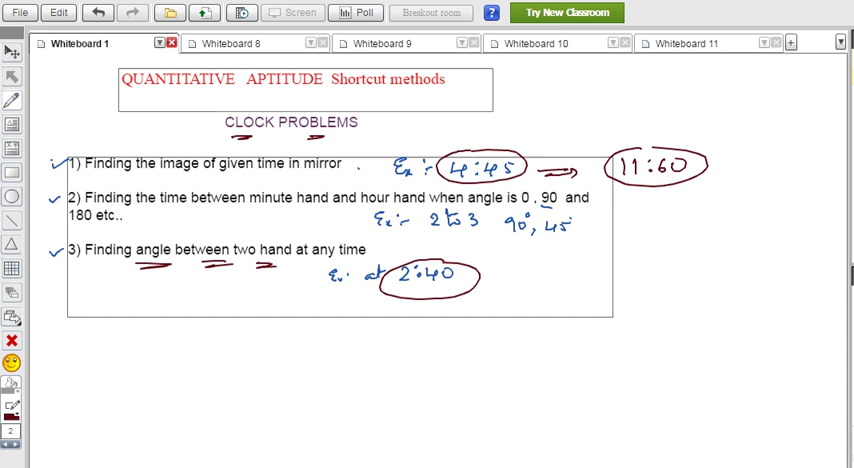 File Edit Screen Poll Breakout room ? Try New Classroom
Whiteboard 1 Whiteboard 8 Whiteboard 9 Whiteboard 10 Whiteboard 11
QUANTITATIVE APTITUDE Shortcut methods
CLOCK PROBLEMS
1) Finding the image of given time in mirror . Ex :- 4:45 → 11:60
2) Finding the time between minute hand and hour hand when angle is 0 , 90 and
180 etc.. Ex:- 2 to 3 90°, 45°
3) Finding angle between two hand at any time
Ex. at 2:40
2